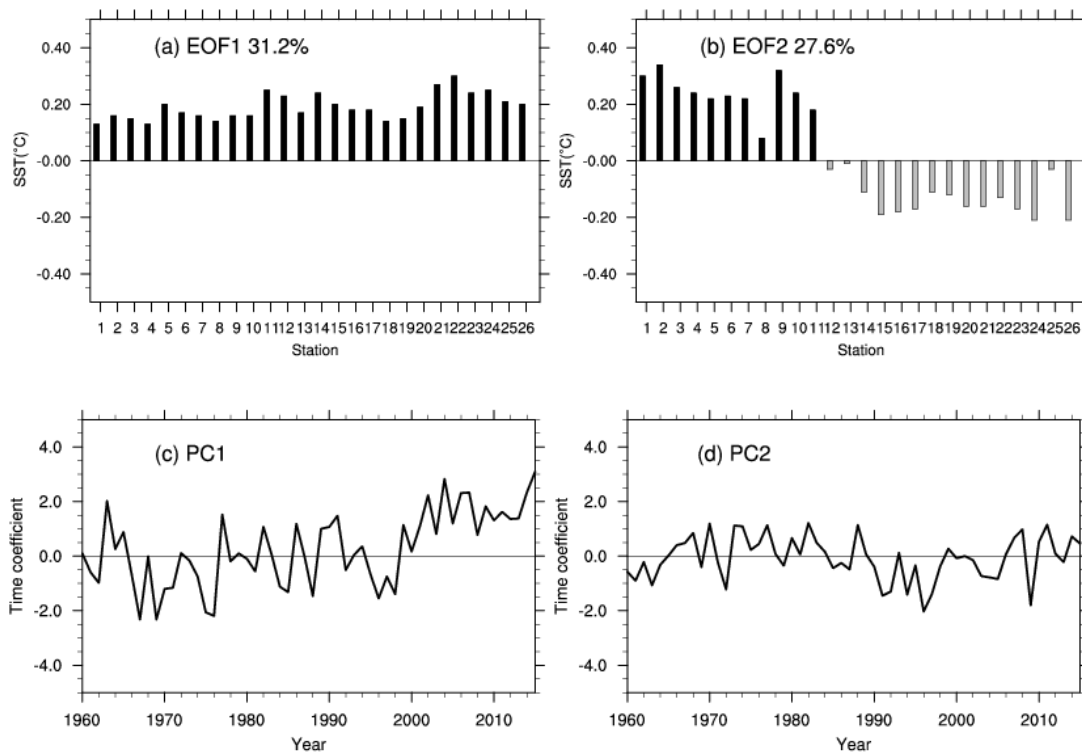 (a) EOF1 31.2%
0.40
0.20
-0.00
-0.20
-0.40
SST(°C)
1 2 3 4 5 6 7 8 9 10 11 12 13 14 15 16 17 18 19 20 21 22 23 24 25 26
Station
(b) EOF2 27.6%
0.40
0.20
-0.00
-0.20
-0.40
SST(°C)
1 2 3 4 5 6 7 8 9 10 11 12 13 14 15 16 17 18 19 20 21 22 23 24 25 26
Station
(c) PC1
4.0
2.0
0.0
-2.0
-4.0
Time coefficient
1960 1970 1980 1990 2000 2010
Year
(d) PC2
4.0
2.0
0.0
-2.0
-4.0
Time coefficient
1960 1970 1980 1990 2000 2010
Year